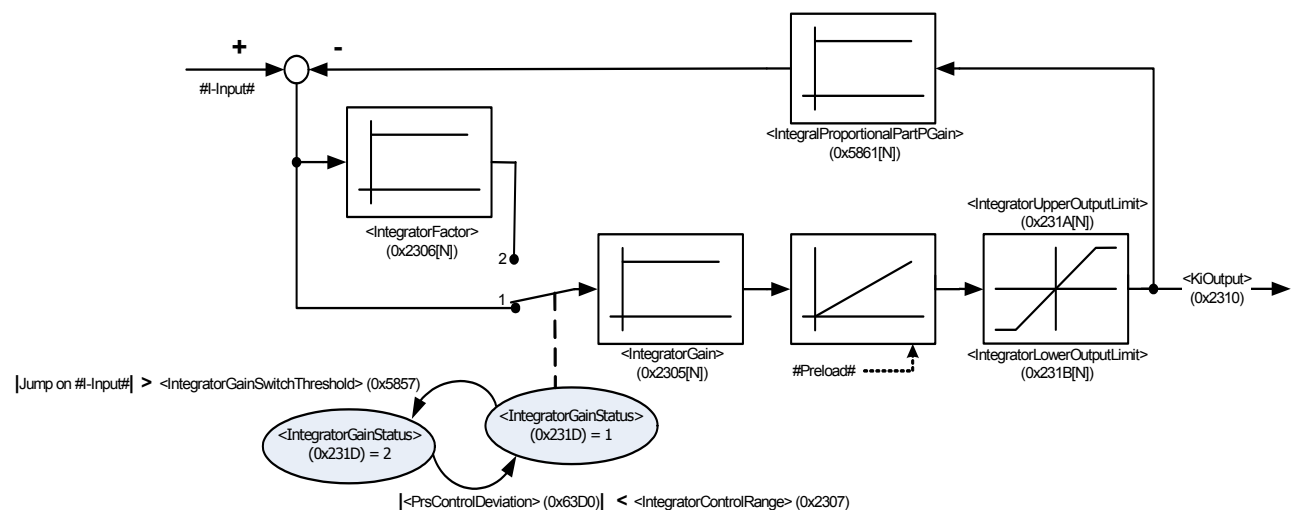 +
-
#I-Input#
<IntegralProportionalPartPGain>
(0x5861[N])
<IntegratorFactor>
(0x2306[N])
<IntegratorUpperOutputLimit>
(0x231A[N])
2
1
<KiOutput>
(0x2310)
<IntegratorGain>
(0x2305[N])
#Preload#
<IntegratorLowerOutputLimit>
(0x231B[N])
|Jump on #I-Input#| > <IntegratorGainSwitchThreshold> (0x5857)
<IntegratorGainStatus>
(0x231D) = 1
<IntegratorGainStatus>
(0x231D) = 2
|<PrsControlDeviation> (0x63D0)| < <IntegratorControlRange> (0x2307)